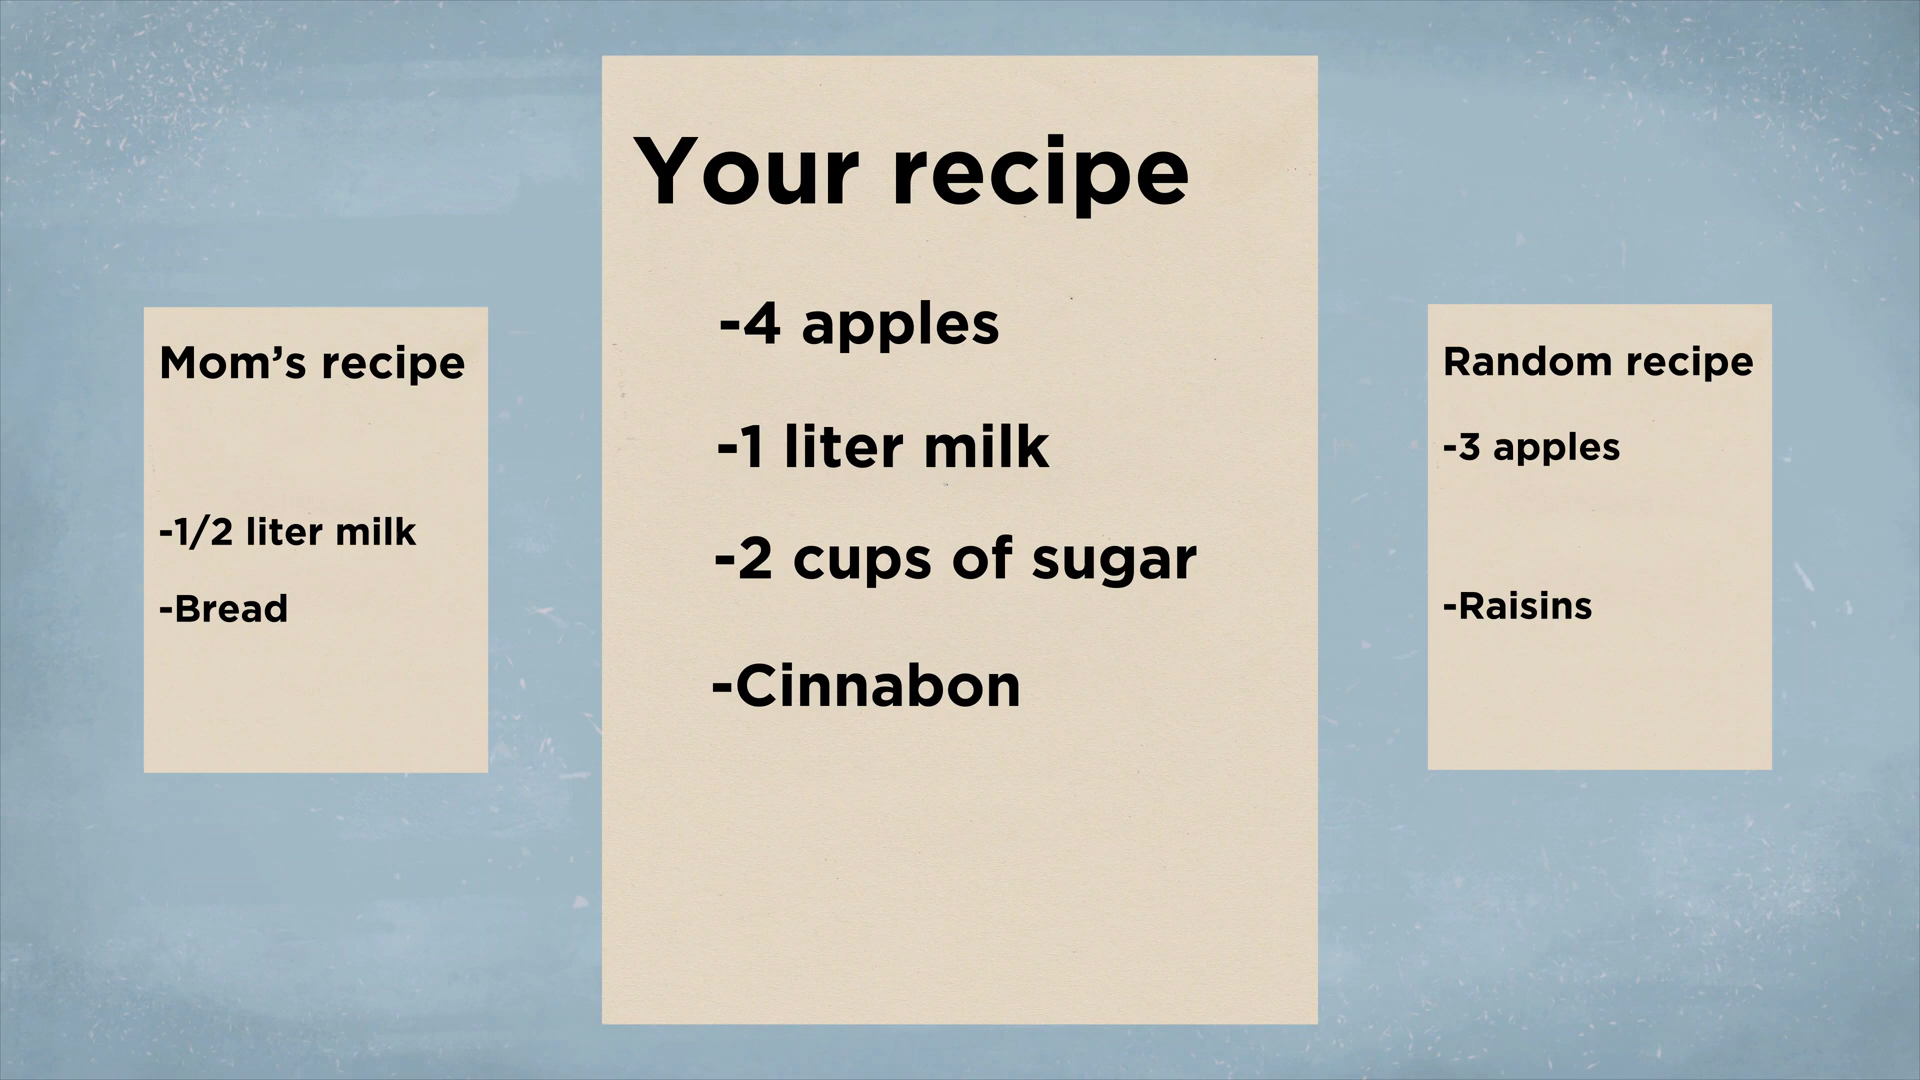 Mom’s recipe
-1/2 liter milk
-Bread
Your recipe
-4 apples
-1 liter milk
-2 cups of sugar
-Cinnabon
Random recipe
-3 apples
-Raisins